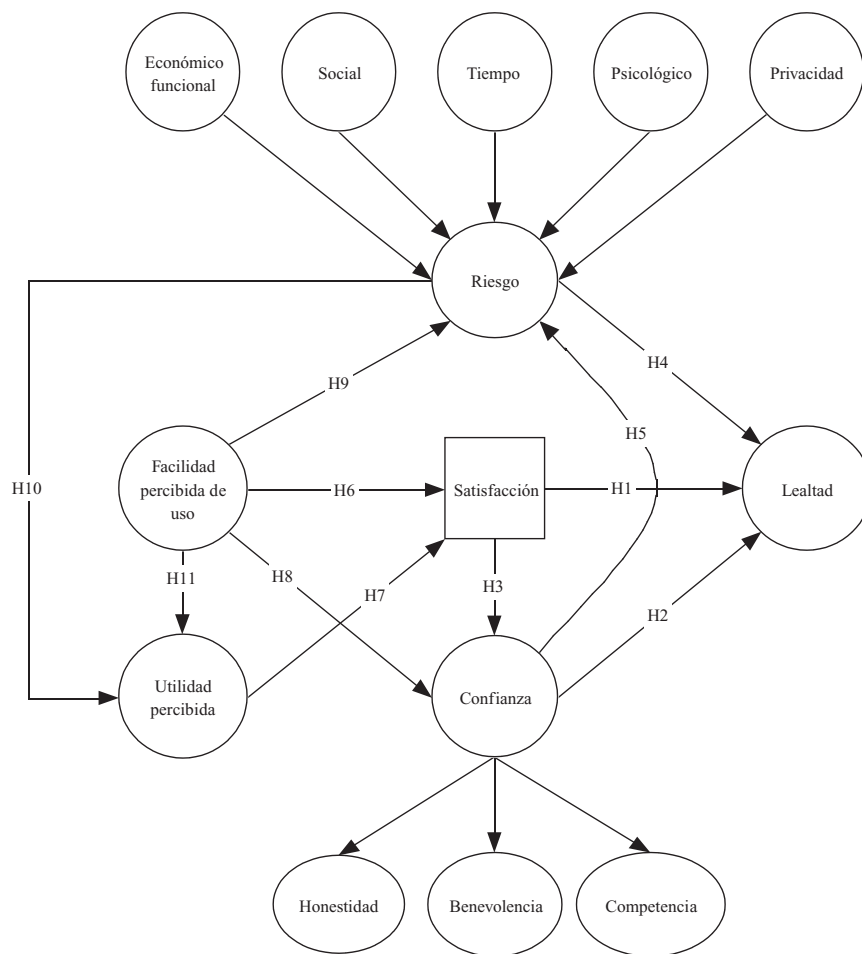 Económico
funcional
Social
Tiempo
Psicológico
Privacidad
Riesgo
H4
H9
H5
Facilidad
percibida de
uso
H10
H6
Satisfacción
H1
Lealtad
H11
H8
H7
H3
H2
Utilidad
percibida
Confianza
Honestidad
Benevolencia
Competencia